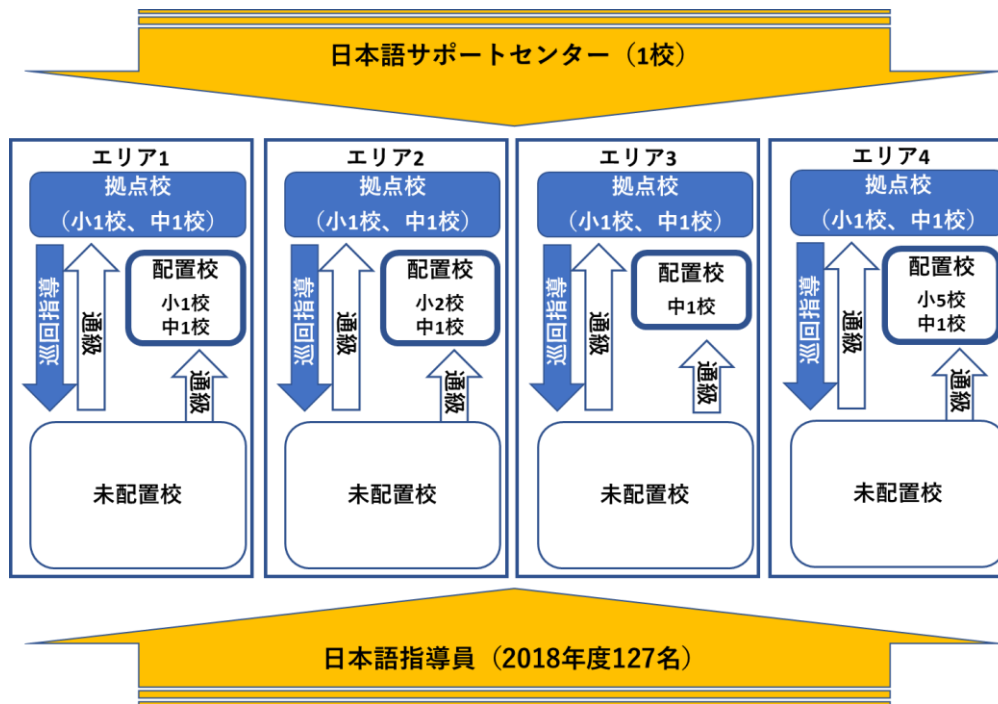 日本語サポートセンター（1校）
エリア1
拠点校
（小1校、中1校）
巡回指導
通級
配置校
小1校
中1校
通級
未配置校
エリア2
拠点校
（小1校、中1校）
巡回指導
通級
配置校
小2校
中1校
通級
未配置校
エリア3
拠点校
（小1校、中1校）
巡回指導
通級
配置校
中1校
通級
未配置校
エリア4
拠点校
（小1校、中1校）
巡回指導
通級
配置校
小5校
中1校
通級
未配置校
日本語指導員（2018年度127名）